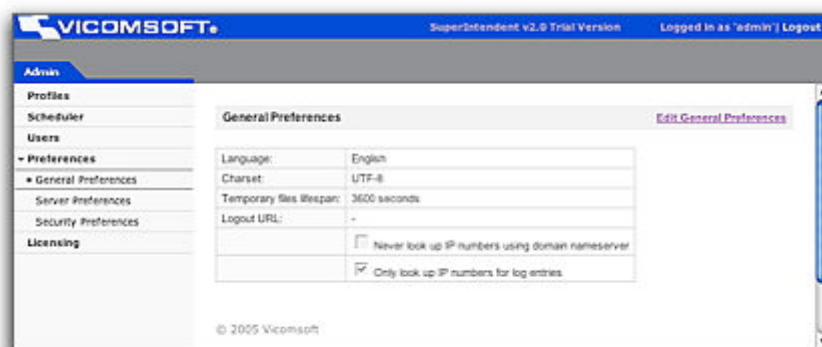 VICOMSOFT.
SuperIntendent v2.0 Trial Version
Logged in as 'admin'| Logout
Admin
Profiles
Scheduler
Users
Preferences
General Preferences
Server Preferences
Security Preferences
Licensing
General Preferences
Edit General Preferences
Language: English
Charset: UTF-8
Temporary files lifespan: 3600 seconds
Logout URL: -
Never look up IP numbers using domain nameserver
Only look up IP numbers for log entries
© 2005 Vicomsoft